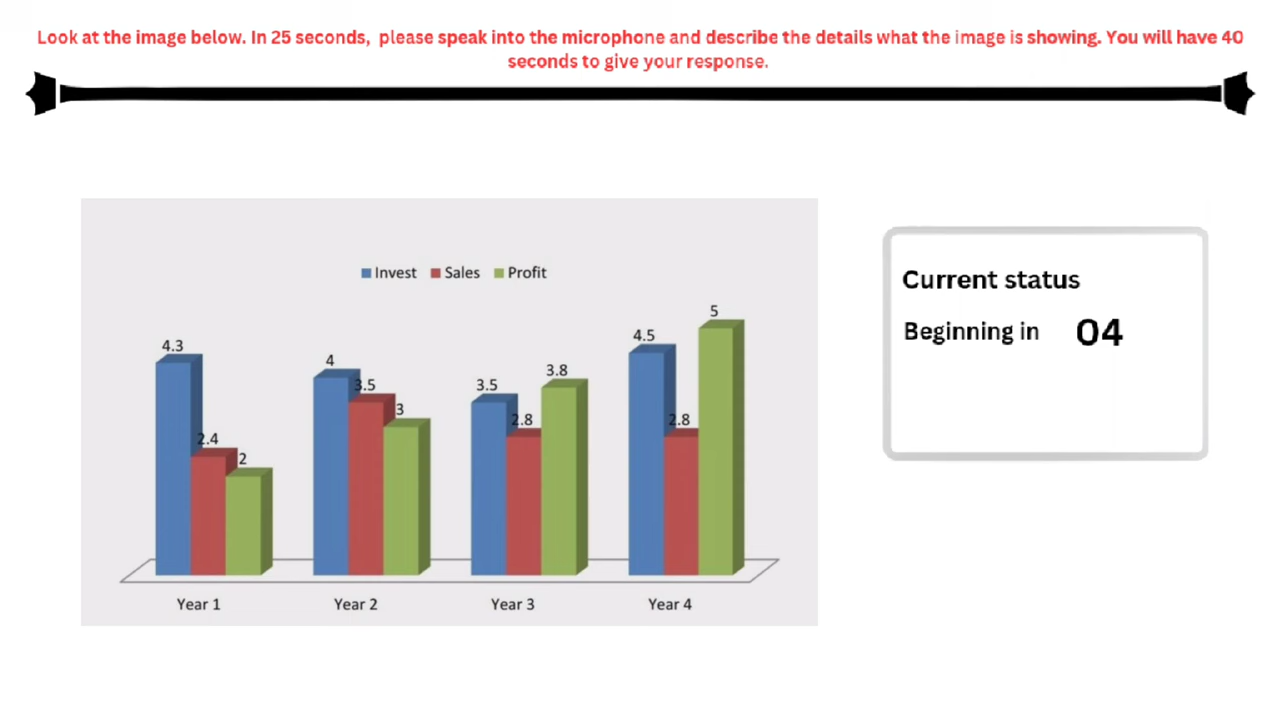 Look at the image below. In 25 seconds, please speak into the microphone and describe the details what the image is showing. You will have 40
seconds to give your response.
Invest Sales Profit
4.3
2.4
2
4
3.5
3
3.5
2.8
3.8
4.5
2.8
5
Year 1 Year 2 Year 3 Year 4
Current status
Beginning in 04